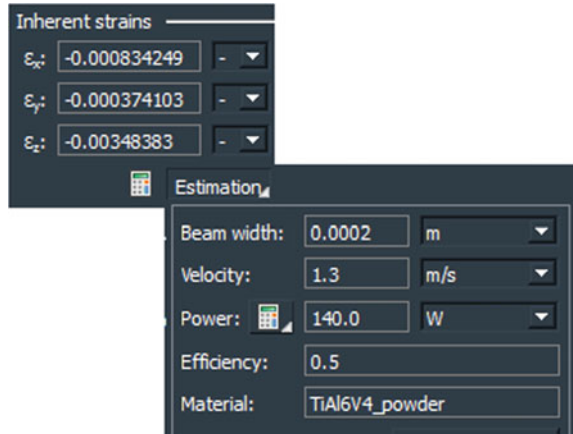 Inherent strains
εx: -0.000834249 -
εy: -0.000374103 -
εz: -0.00348383 -
Estimation
Beam width: 0.0002 m
Velocity: 1.3 m/s
Power: 140.0 W
Efficiency: 0.5
Material: TiAl6V4_powder